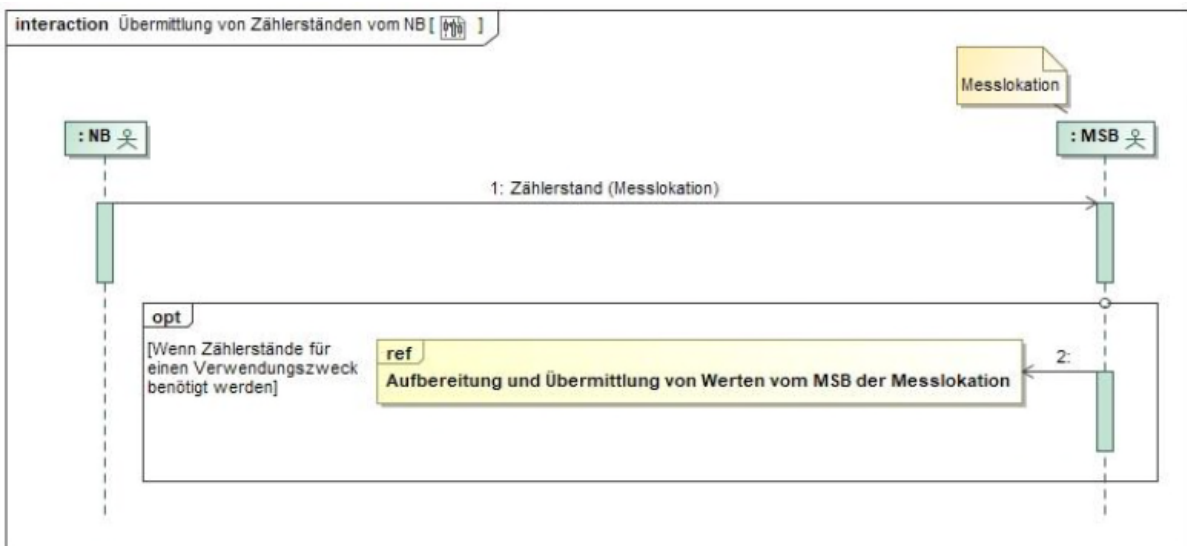 interaction Übermittlung von Zählerständen vom NB [ ]
Messlokation
: NB
: MSB
1: Zählerstand (Messlokation)
opt
[Wenn Zählerstände für
einen Verwendungszweck
benötigt werden]
ref
Aufbereitung und Übermittlung von Werten vom MSB der Messlokation
2: